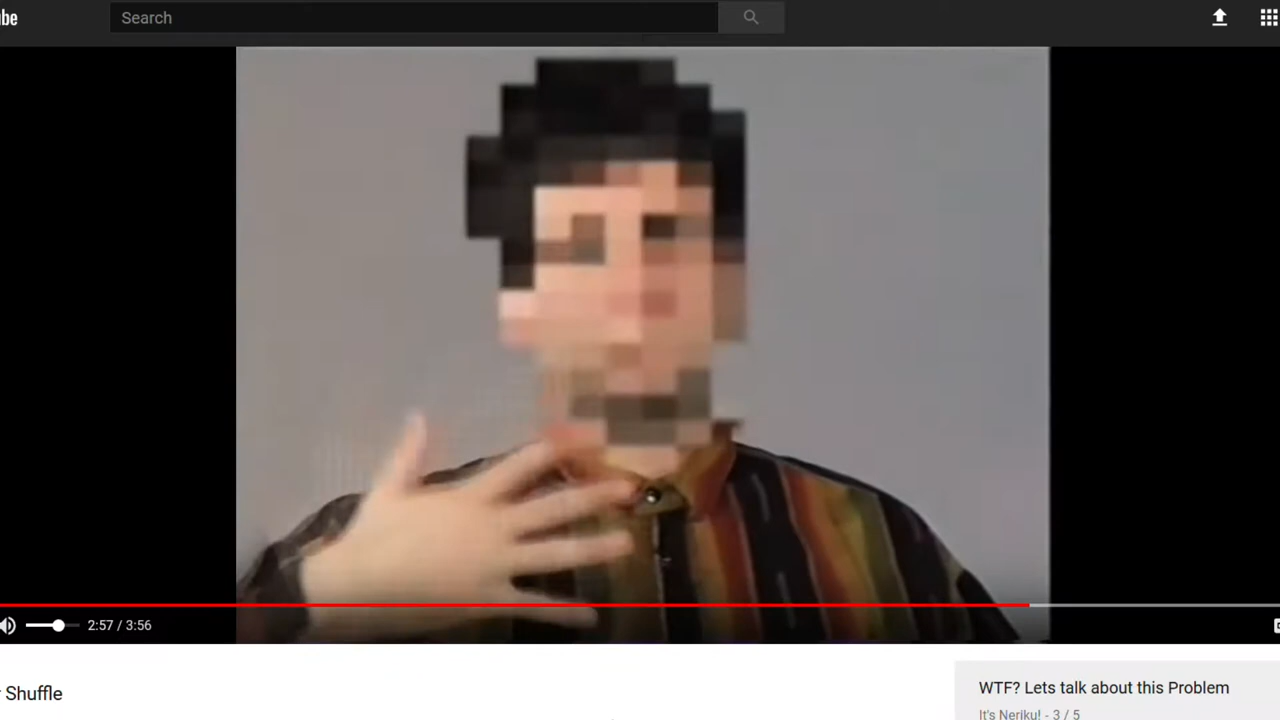 be
Search
2:57 / 3:56
Shuffle
WTF? Lets talk about this Problem
It's Neriku! - 3 / 5